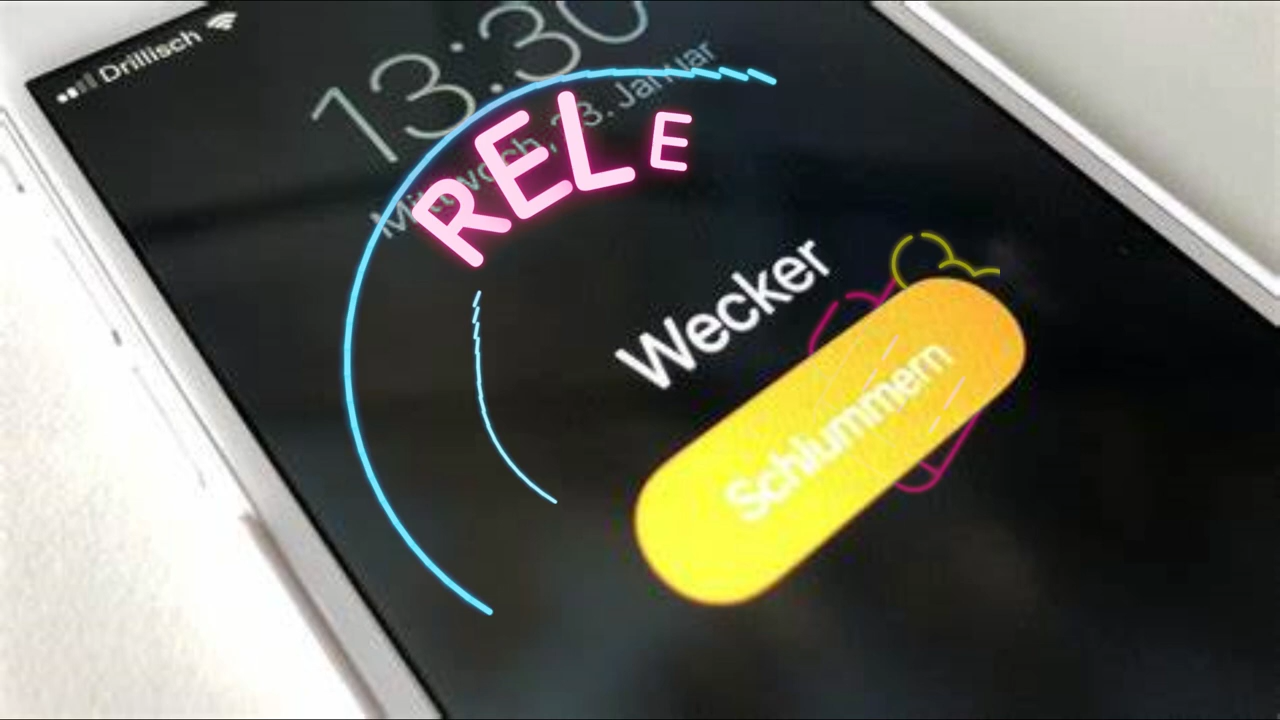 Drillisch
13:30
Mittwoch, 23. Januar
RELE
Wecker
Schlummern